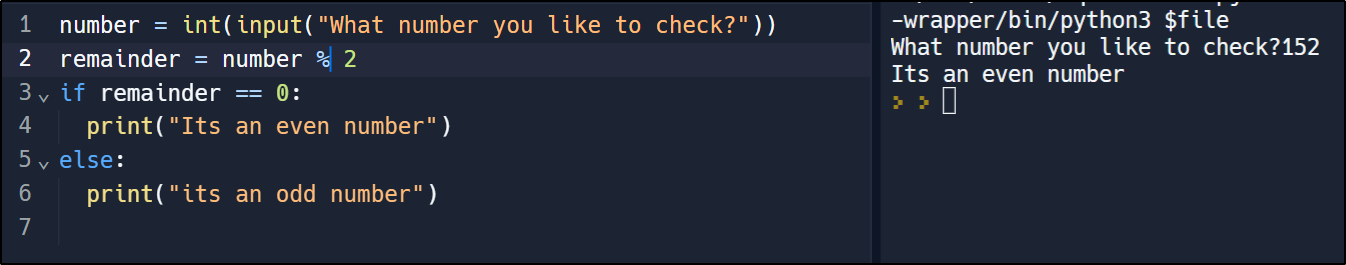 1 number = int(input("What number you like to check?"))
2 remainder = number % 2
3 if remainder == 0:
4 print("Its an even number")
5 else:
6 print("its an odd number")
7
-wrapper/bin/python3 $file
What number you like to check?152
Its an even number